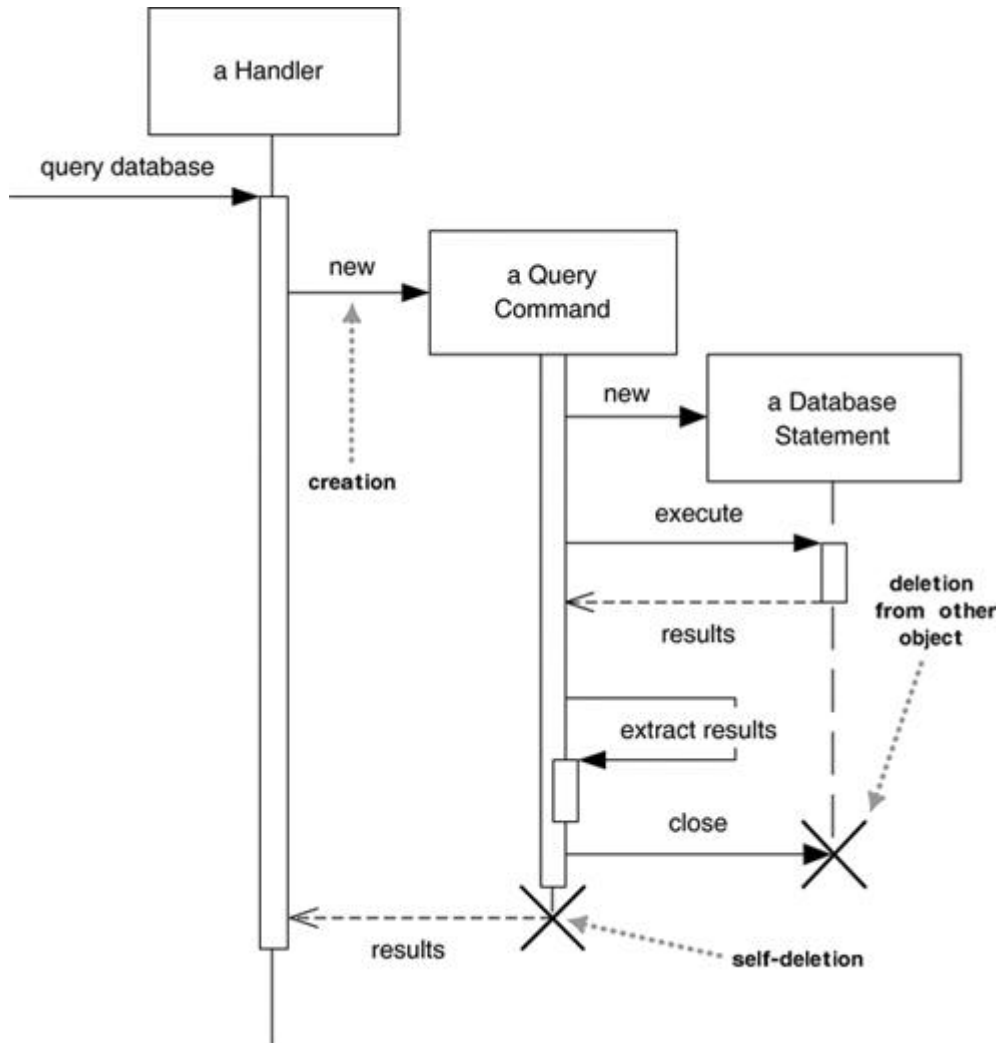 a Handler
query database
new
a Query
Command
new
a Database
Statement
creation
execute
deletion
from other
object
results
extract results
close
results
self-deletion